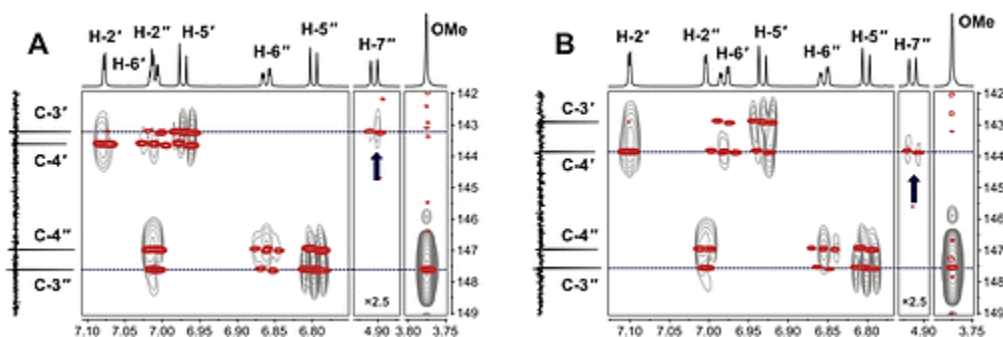 A
H-2′ H-6′ H-2″ H-5′ H-6″ H-5″ H-7″ OMe
C-3′
C-4′
C-4″
C-3″
142
143
144
145
146
147
148
149
×2.5
7.10 7.05 7.00 6.95 6.90 6.85 6.80 4.90 3.80 3.75
B
H-2′ H-2″ H-6′ H-5′ H-6″ H-5″ H-7″ OMe
C-3′
C-4′
C-4″
C-3″
142
143
144
145
146
147
148
149
×2.5
7.10 7.05 7.00 6.95 6.90 6.85 6.80 4.90 3.75